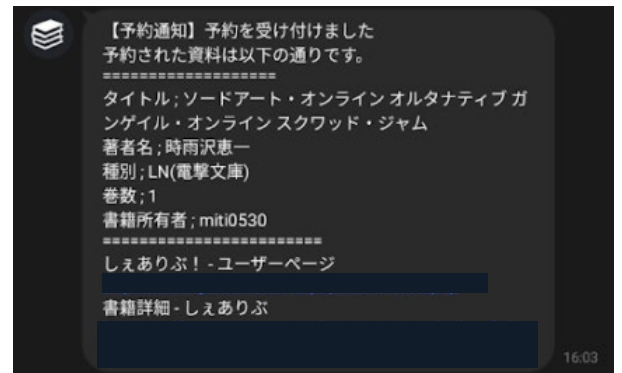 【予約通知】予約を受け付けました
予約された資料は以下の通りです。
===================
タイトル ; ソードアート・オンライン オルタナティブ ガ
ンゲイル・オンライン スクワッド・ジャム
著者名 ; 時雨沢恵一
種別 ; LN(電撃文庫)
巻数 ; 1
書籍所有者 ; miti0530
========================
しぇありぶ！ - ユーザーページ
書籍詳細 - しぇありぶ
16:03